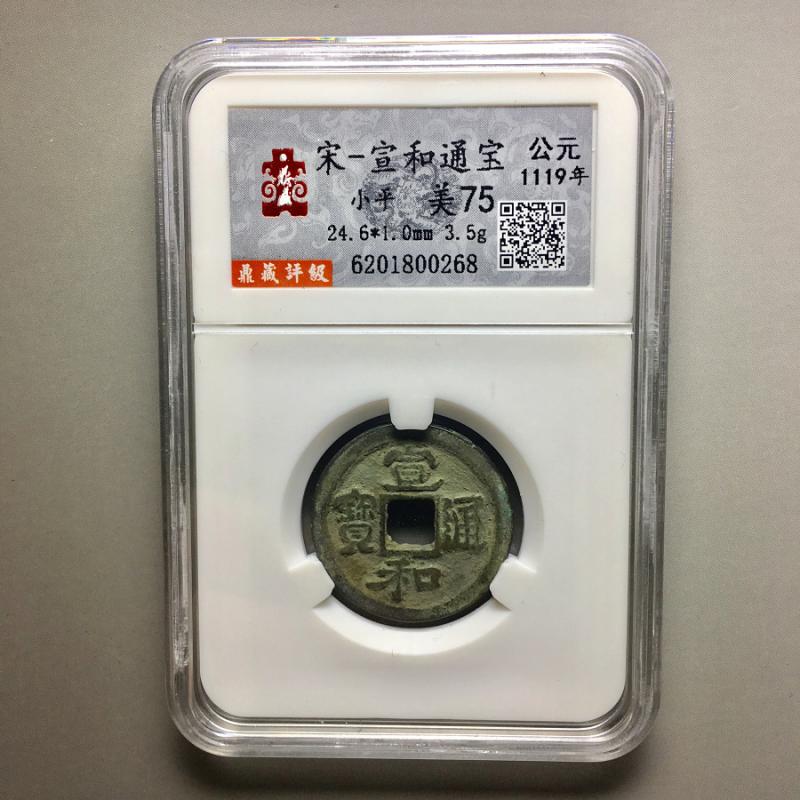 宋-宣和通宝 公元
小平 美75 1119年
24.6*1.0mm 3.5g
鼎藏評級 6201800268
宣
寶 通
和